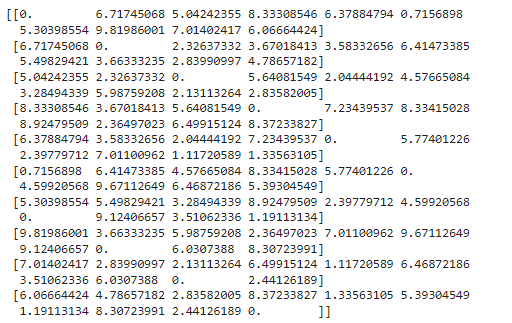 [[0.         6.71745068 5.04242355 8.33308546 6.37884794 0.7156898
  5.30398554 9.81986001 7.01402417 6.06664424]
 [6.71745068 0.         2.32637332 3.67018413 3.58332656 6.41473385
  5.49829421 3.66333235 2.83990997 4.78657182]
 [5.04242355 2.32637332 0.         5.64081549 2.04444192 4.57665084
  3.28494339 5.98759208 2.13113264 2.83582005]
 [8.33308546 3.67018413 5.64081549 0.         7.23439537 8.33415028
  8.92479509 2.36497023 6.49915124 8.37233827]
 [6.37884794 3.58332656 2.04444192 7.23439537 0.         5.77401226
  2.39779712 7.01100962 1.11720589 1.33563105]
 [0.7156898  6.41473385 4.57665084 8.33415028 5.77401226 0.
  4.59920568 9.67112649 6.46872186 5.39304549]
 [5.30398554 5.49829421 3.28494339 8.92479509 2.39779712 4.59920568
  0.         9.12406657 3.51062336 1.19113134]
 [9.81986001 3.66333235 5.98759208 2.36497023 7.01100962 9.67112649
  9.12406657 0.         6.0307388  8.30723991]
 [7.01402417 2.83990997 2.13113264 6.49915124 1.11720589 6.46872186
  3.51062336 6.0307388  0.         2.44126189]
 [6.06664424 4.78657182 2.83582005 8.37233827 1.33563105 5.39304549
  1.19113134 8.30723991 2.44126189 0.        ]]